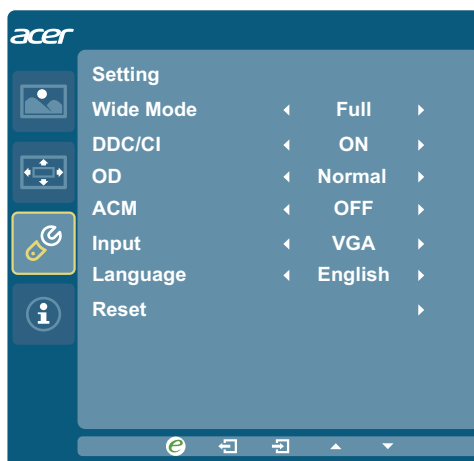 acer
Setting
Wide Mode Full
DDC/CI ON
OD Normal
ACM OFF
Input VGA
Language English
Reset